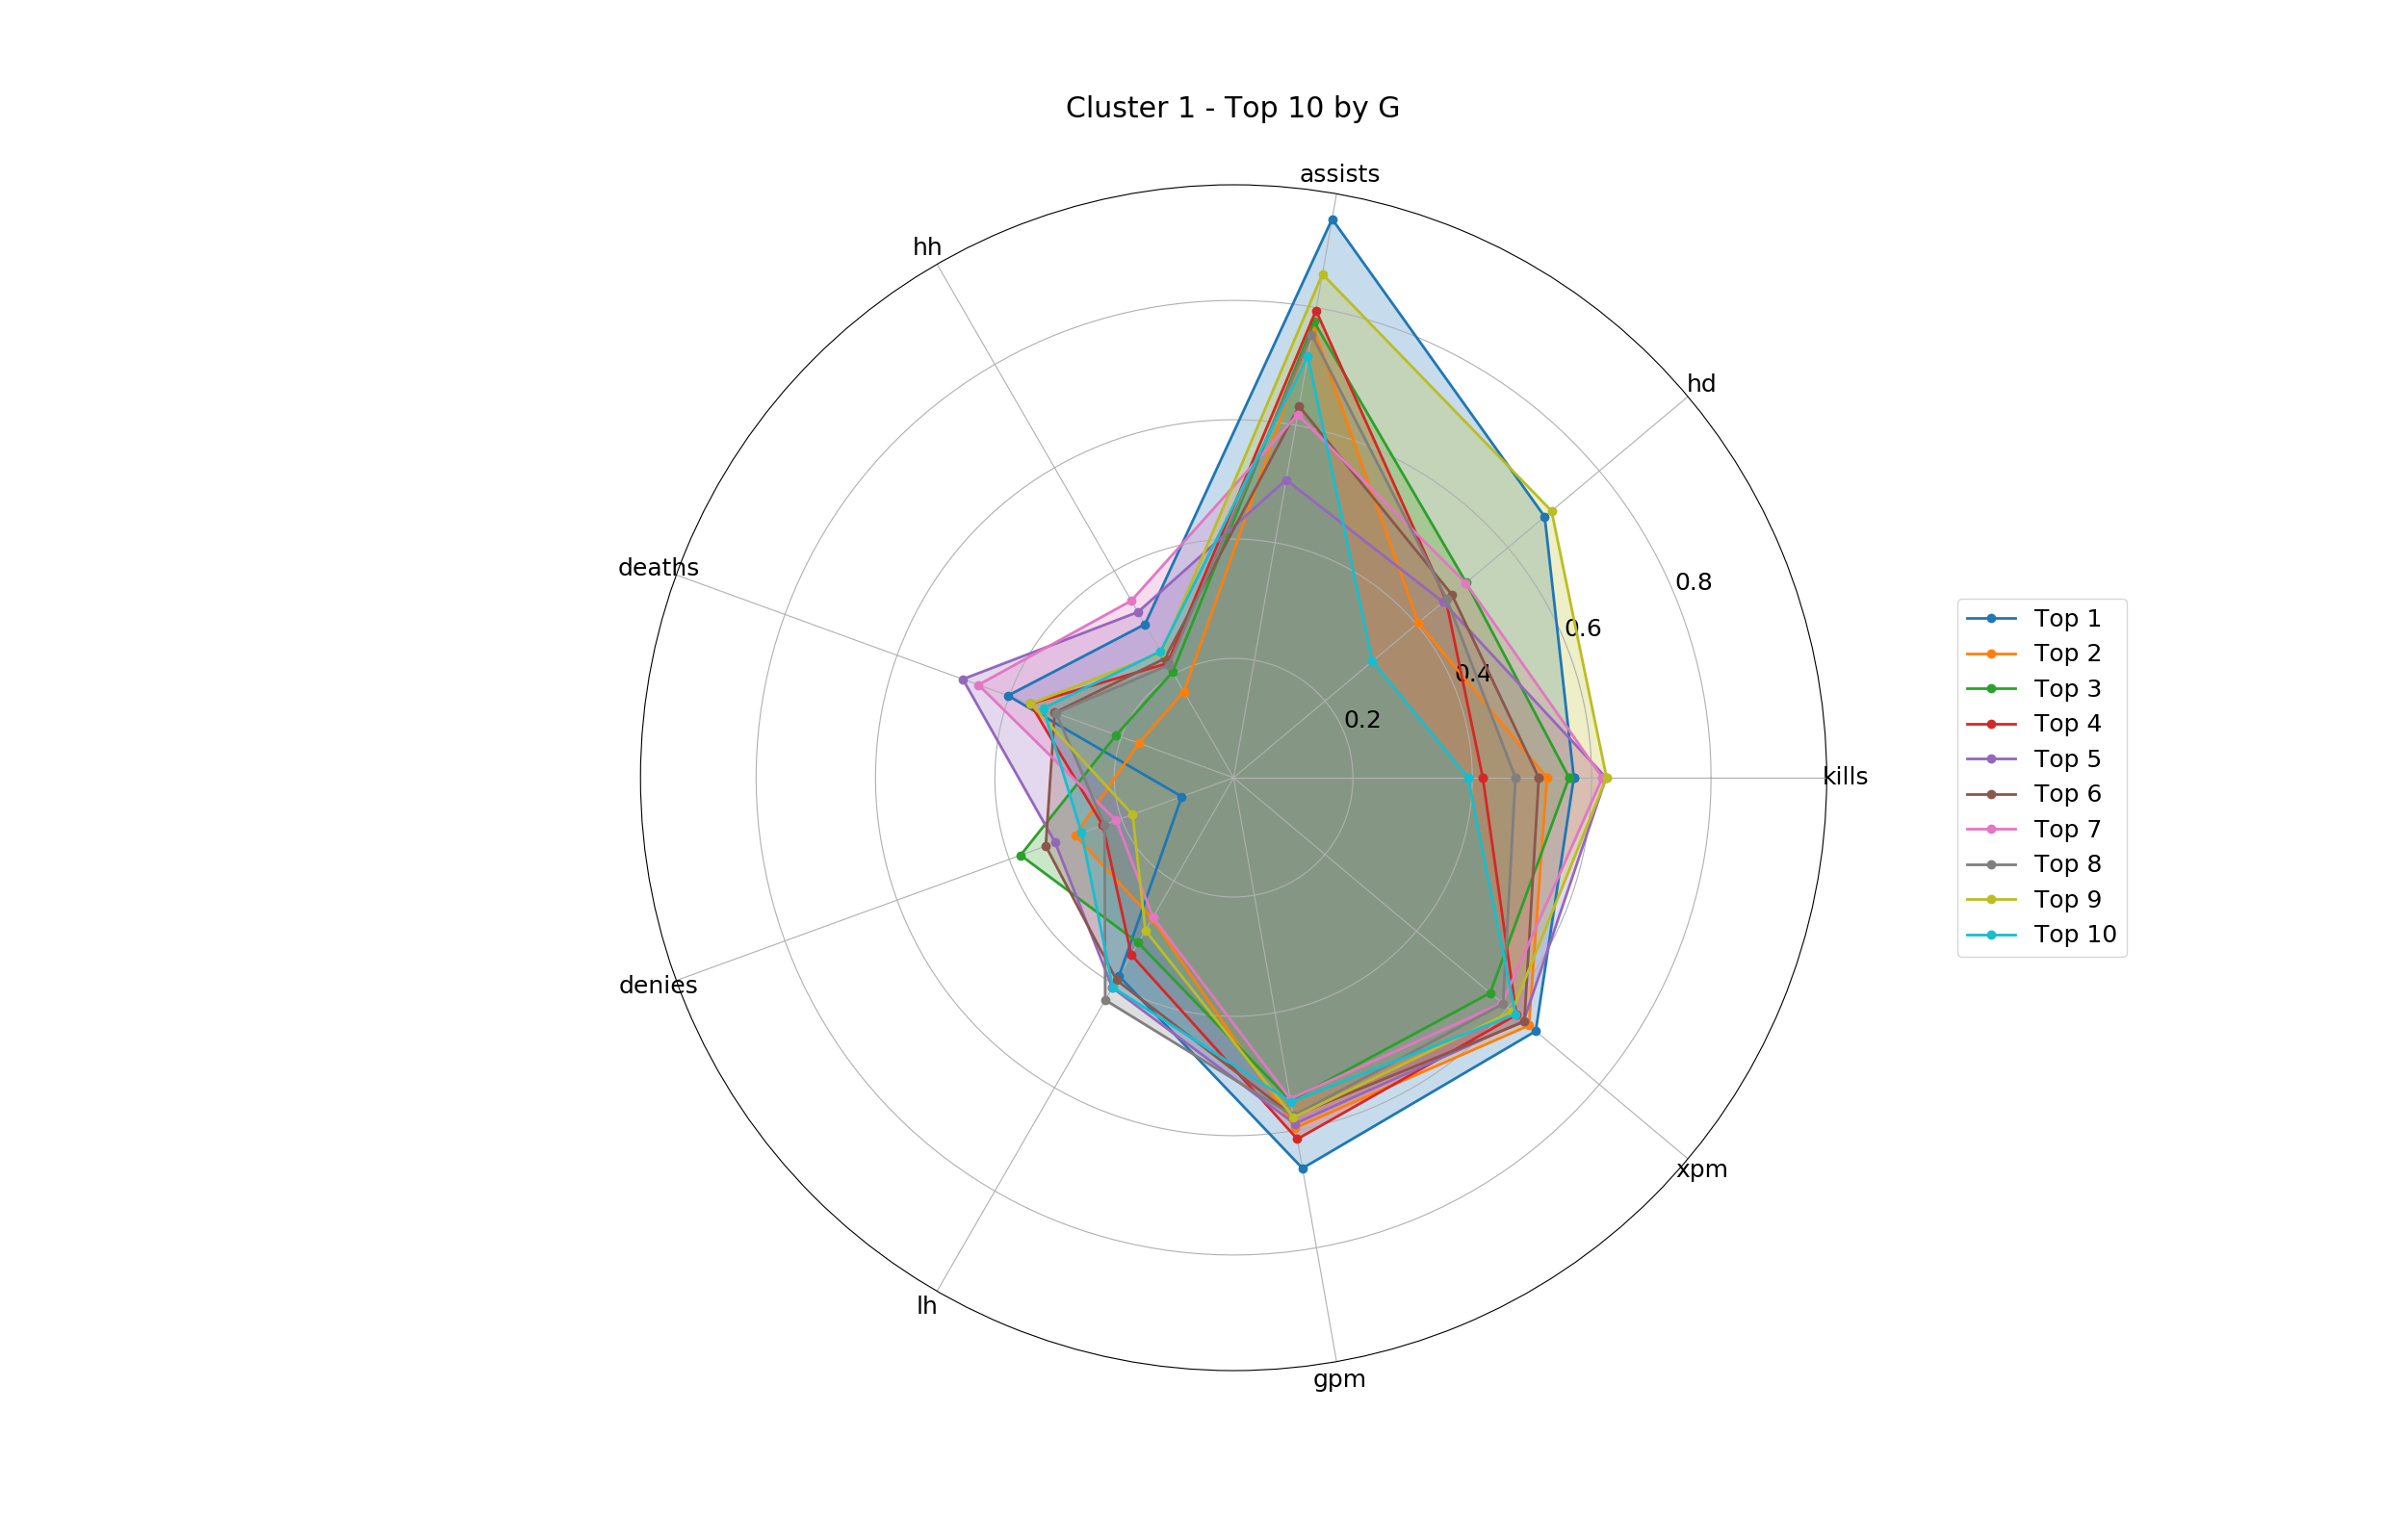 Cluster 1 - Top 10 by G
assists
hh
hd
deaths
0.8
0.6
0.4
0.2
kills
denies
xpm
lh
gpm
Top 1
Top 2
Top 3
Top 4
Top 5
Top 6
Top 7
Top 8
Top 9
Top 10